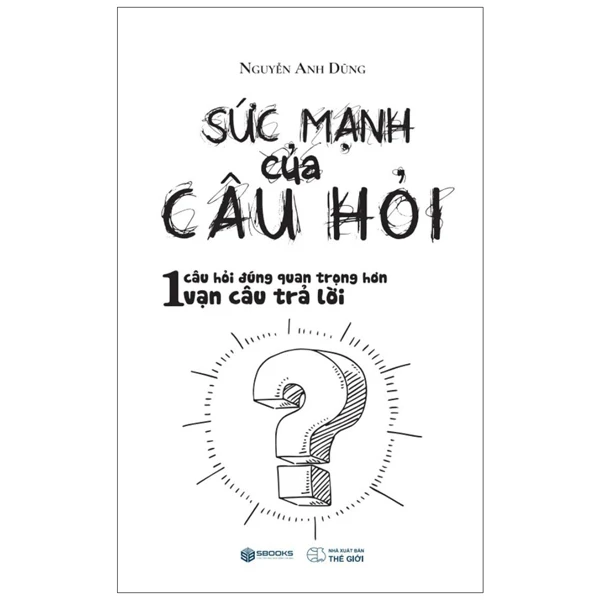 NGUYỄN ANH DŨNG
SỨC MẠNH
của
CÂU HỎI
1 câu hỏi đúng quan trọng hơn
vạn câu trả lời
SBOOKS
NHÀ XUẤT BẢN
THẾ GIỚI